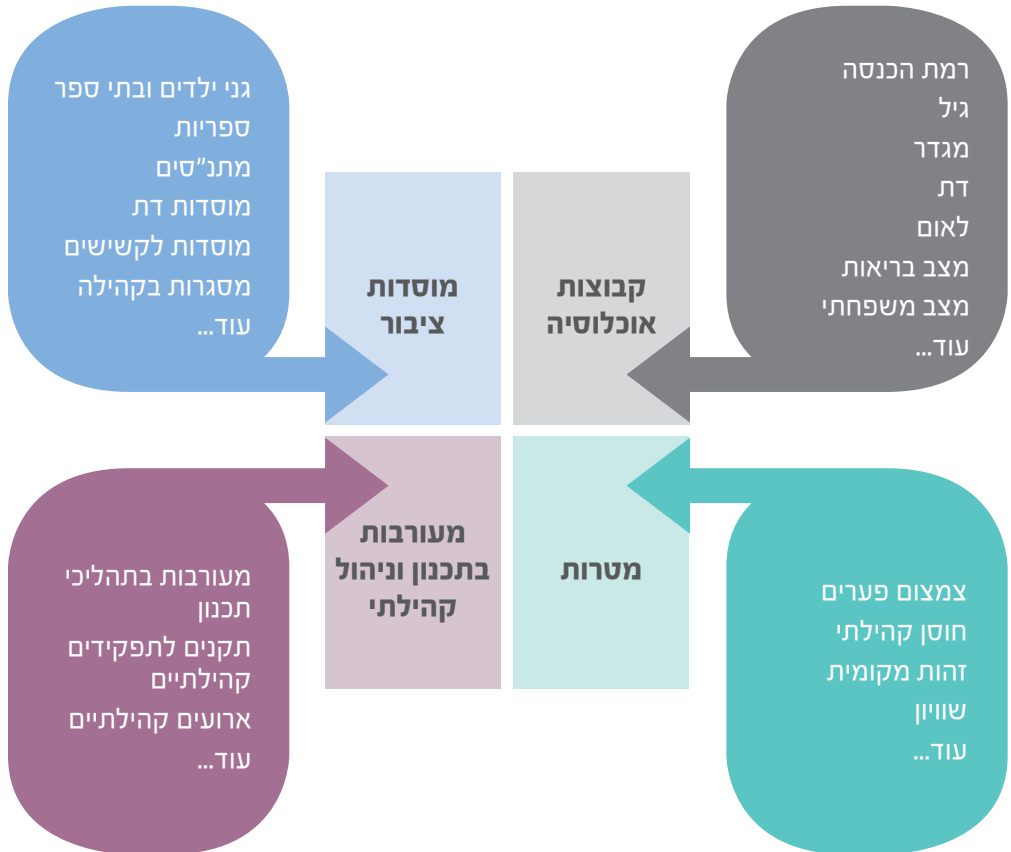 רמת הכנסה
גיל
מגדר
דת
לאום
מצב בריאות
מצב משפחתי
עוד...
קבוצות
אוכלוסיה
מוסדות
ציבור
גני ילדים ובתי ספר
ספריות
מתנ"סים
מוסדות דת
מוסדות לקשישים
מסגרות בקהילה
עוד...
צמצום פערים
חוסן קהילתי
זהות מקומית
שוויון
עוד...
מטרות
מעורבות
בתכנון וניהול
קהילתי
מעורבות בתהליכי
תכנון
תקנים לתפקידים
קהילתיים
ארועים קהילתיים
עוד...